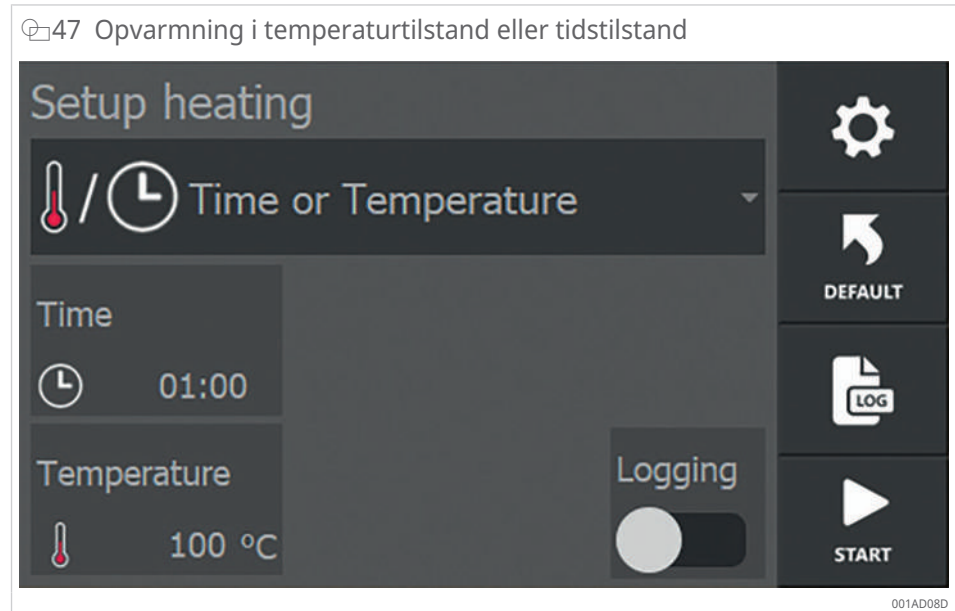 47 Opvarmning i temperaturtilstand eller tidstilstand
Setup heating
/ Time or Temperature
DEFAULT
Time
01:00
LOG
Temperature
Logging
100 °C
START
001AD08D